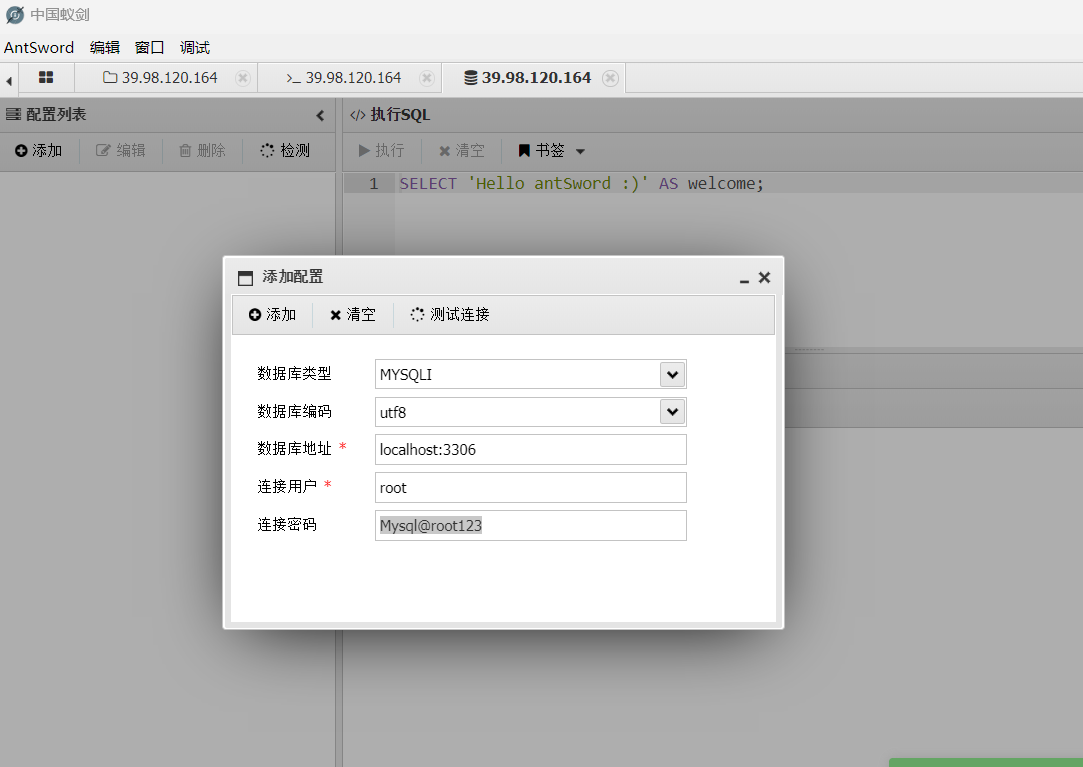 中国蚁剑
AntSword 编辑 窗口 调试
39.98.120.164 >_ 39.98.120.164 39.98.120.164
配置列表 </> 执行SQL
添加 编辑 删除 检测 执行 清空 书签
1 SELECT 'Hello antSword :)' AS welcome;
添加配置
添加 清空 测试连接
数据库类型 MYSQLI
数据库编码 utf8
数据库地址 * localhost:3306
连接用户 * root
连接密码 Mysql@root123